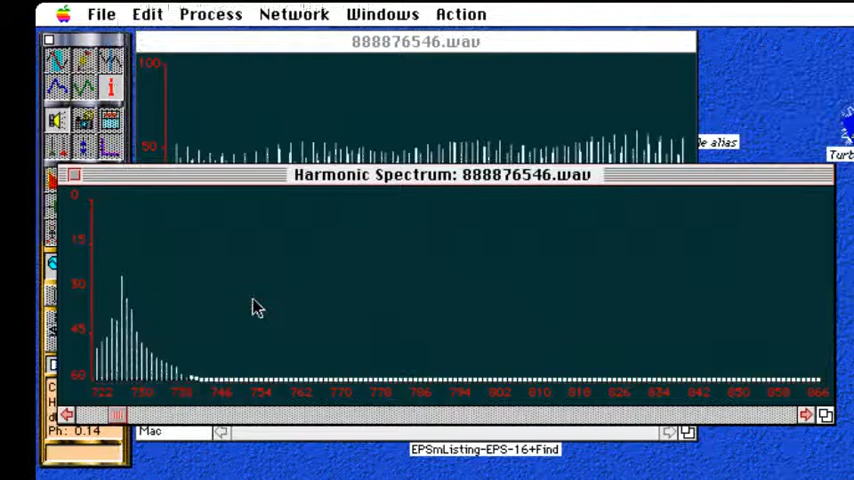 File Edit Process Network Windows Action
888876546.wav
100
50
le alias
Turb
Harmonic Spectrum: 888876546.wav
0
15
30
45
60
722 730 738 746 754 762 770 778 786 794 802 810 818 826 834 842 850 858 866
C
H
d
Ph: 0.14
Mac
EPSmListing-EPS-16+Find